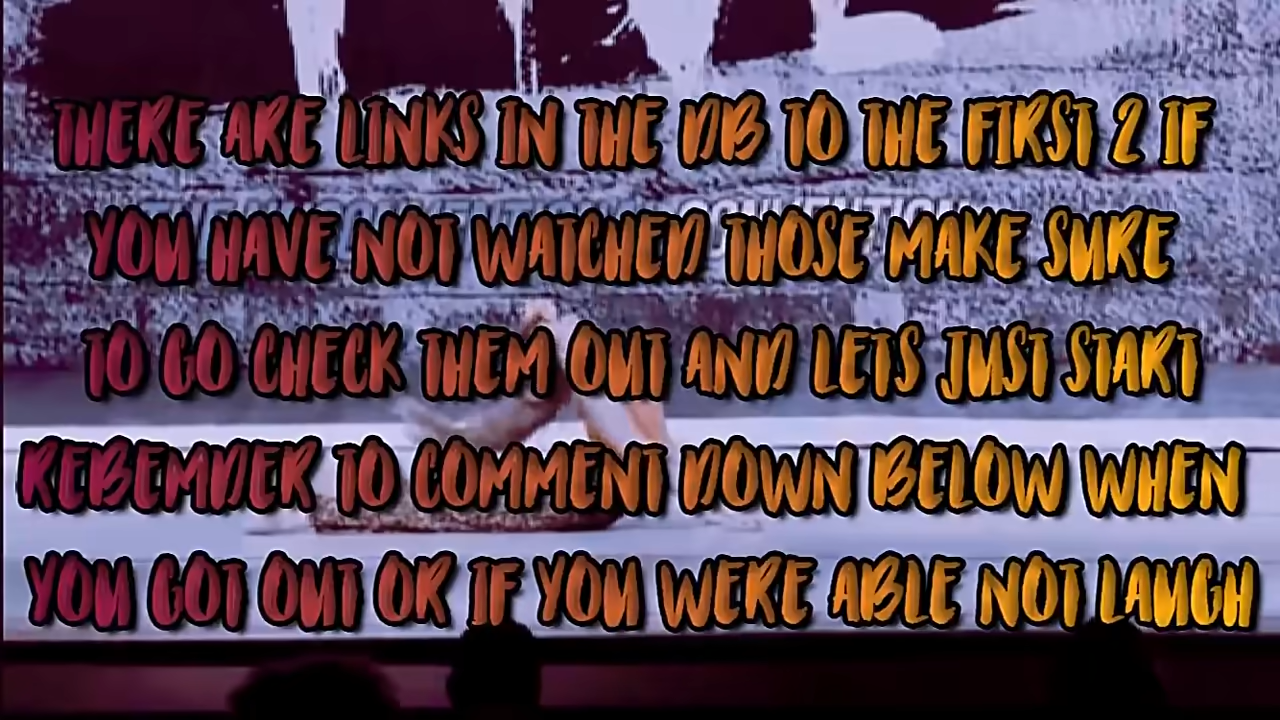 THERE ARE LINKS IN THE DB TO THE FIRST 2 IF
YOU HAVE NOT WATCHED THOSE MAKE SURE
TO GO CHECK THEM OUT AND LETS JUST START
REBEMDER TO COMMENT DOWN BELOW WHEN
YOU GOT OUT OR IF YOU WERE ABLE NOT LAUGH